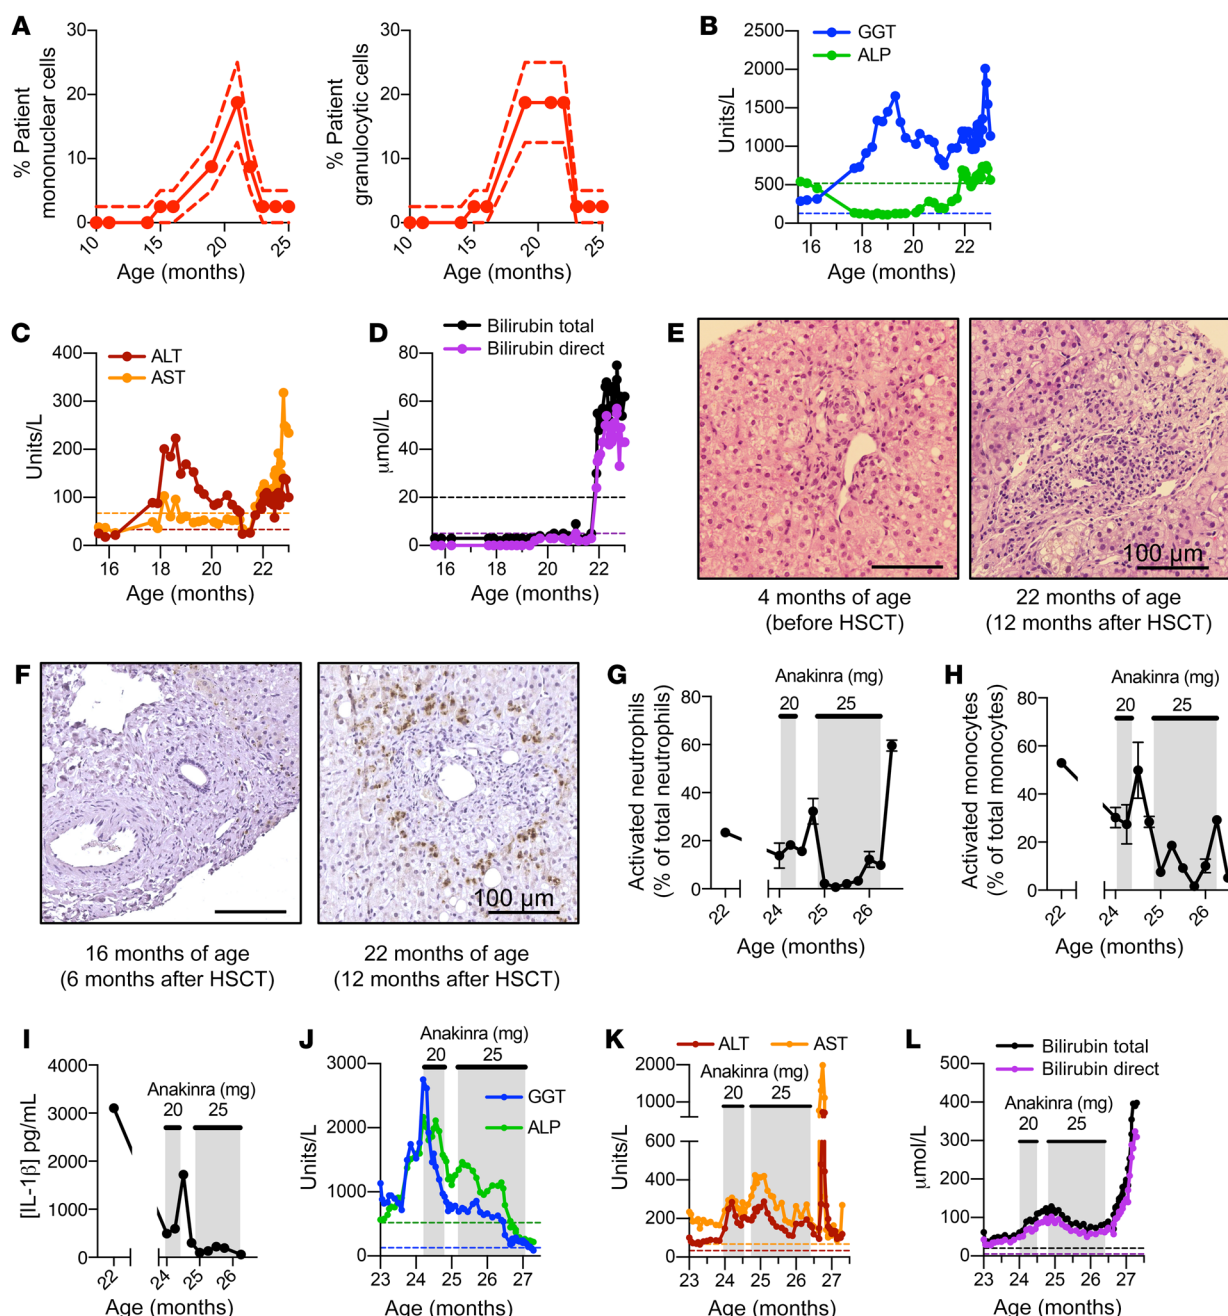 A
% Patient
mononuclear cells
30
20
10
0
10
15
20
25
Age (months)
% Patient
granulocytic cells
30
20
10
0
10
15
20
25
Age (months)
B
GGT
ALP
Units/L
2500
2000
1500
1000
500
0
16
18
20
22
Age (months)
C
ALT
AST
Units/L
400
300
200
100
0
16
18
20
22
Age (months)
D
Bilirubin total
Bilirubin direct
µmol/L
80
60
40
20
0
16
18
20
22
Age (months)
E
100 µm
4 months of age
(before HSCT)
22 months of age
(12 months after HSCT)
F
100 µm
16 months of age
(6 months after HSCT)
22 months of age
(12 months after HSCT)
G
Anakinra (mg)
20
25
Activated neutrophils
(% of total neutrophils)
80
60
40
20
0
22
24
25
26
Age (months)
H
Anakinra (mg)
20
25
Activated monocytes
(% of total monocytes)
80
60
40
20
0
22
24
25
26
Age (months)
I
Anakinra (mg)
20
25
[IL-1β] pg/mL
4000
3000
2000
1000
0
22
24
25
26
Age (months)
J
Anakinra (mg)
20
25
GGT
ALP
Units/L
3000
2000
1000
0
23
24
25
26
27
Age (months)
K
ALT
AST
Anakinra (mg)
20
25
Units/L
2000
1000
600
400
200
0
23
24
25
26
27
Age (months)
L
Bilirubin total
Bilirubin direct
Anakinra (mg)
20
25
µmol/L
500
400
300
200
100
0
23
24
25
26
27
Age (months)